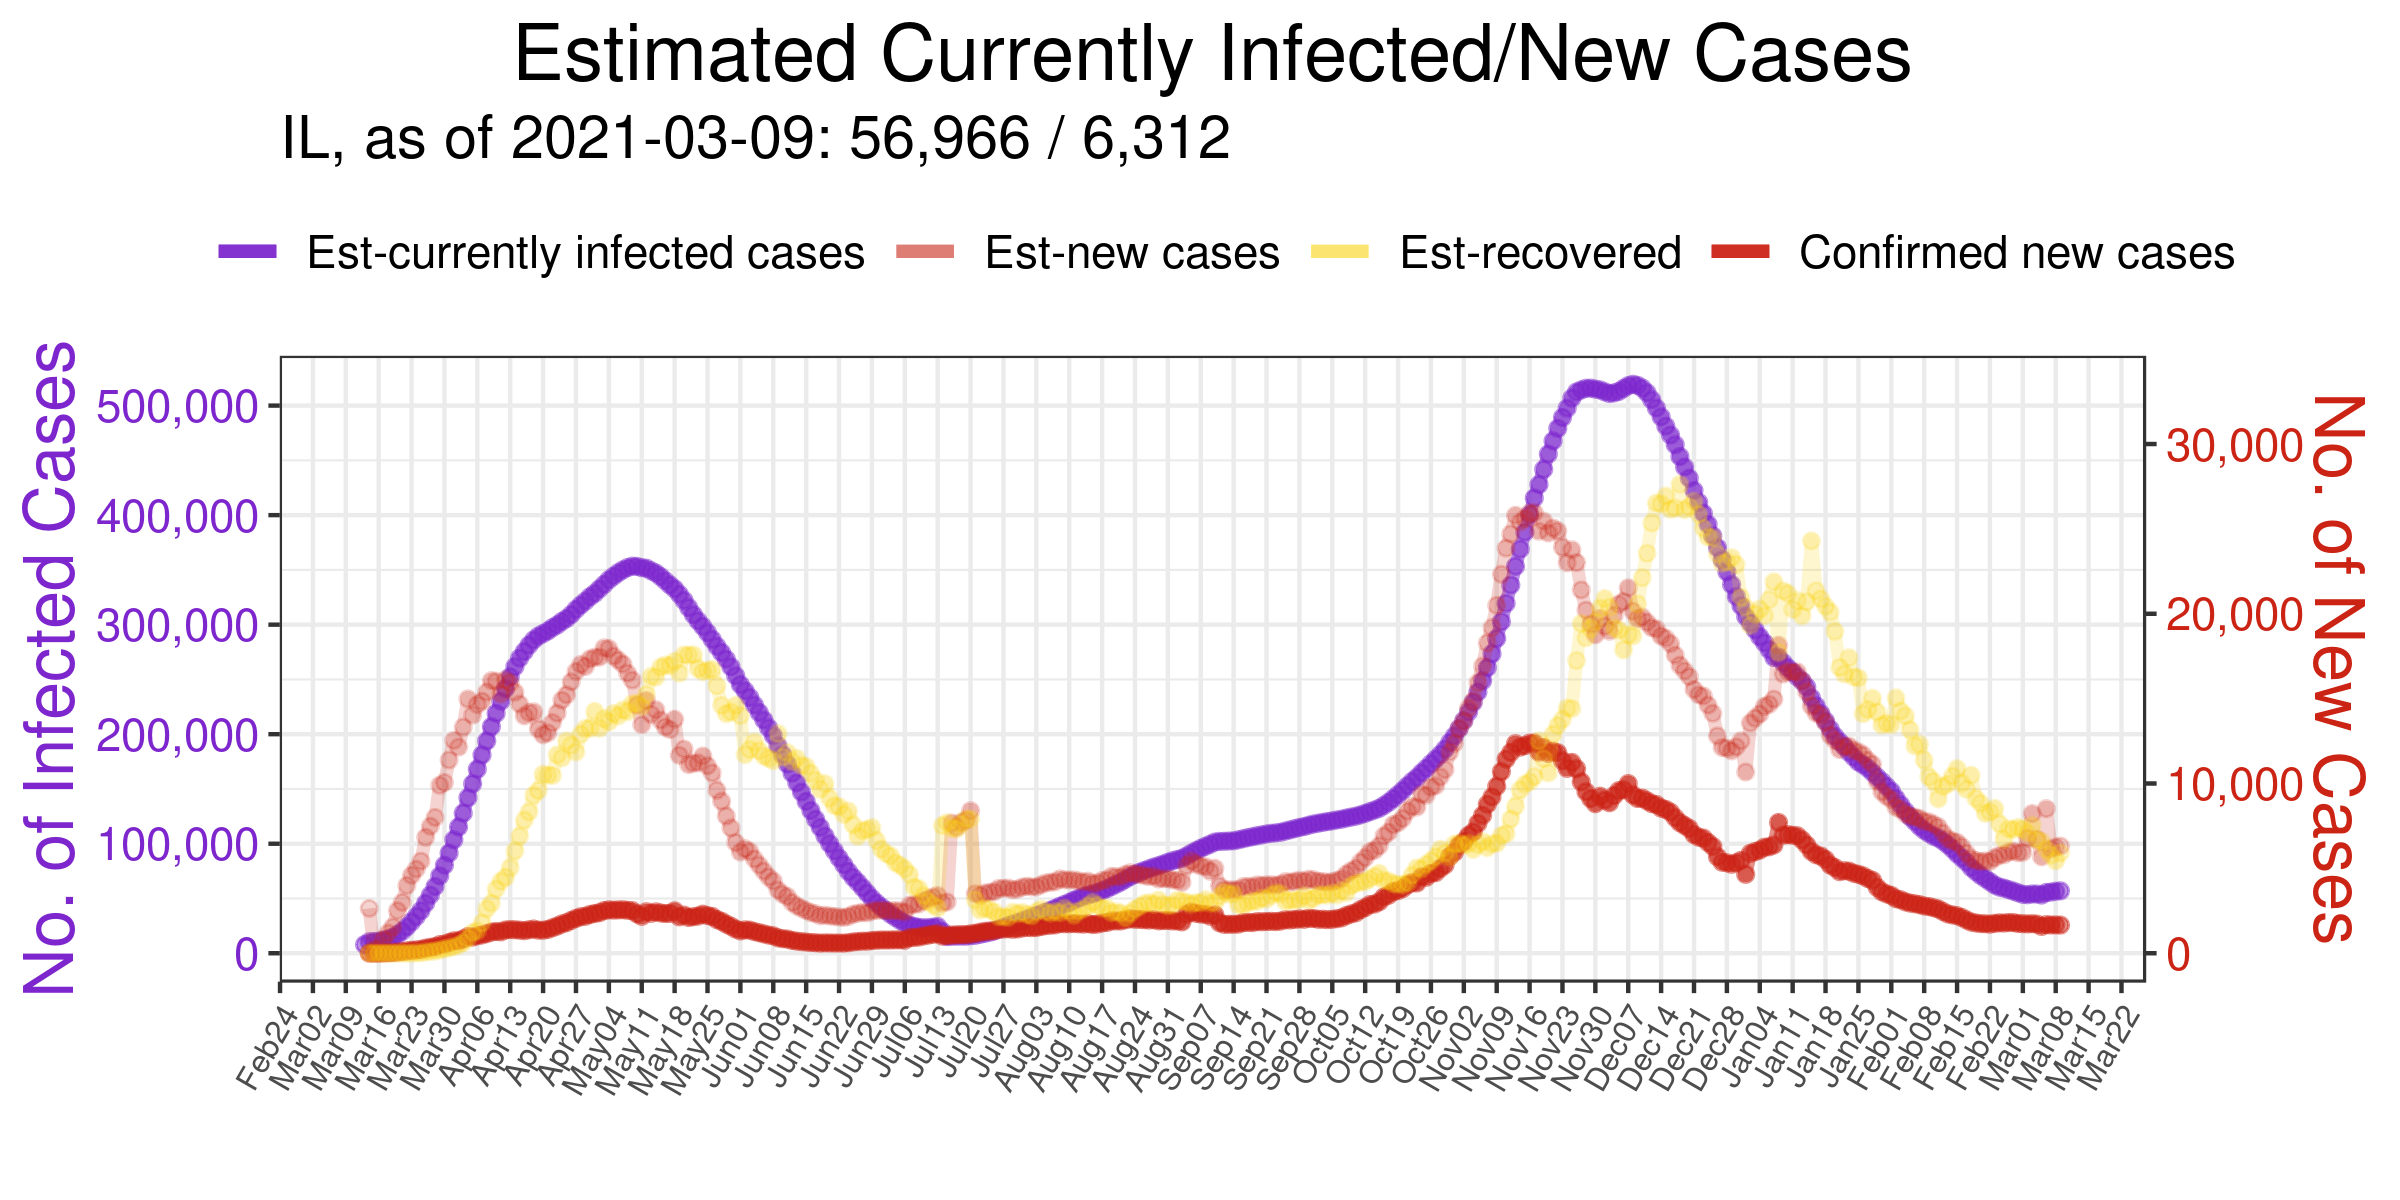 Estimated Currently Infected/New Cases
IL, as of 2021-03-09: 56,966 / 6,312
Est-currently infected cases Est-new cases Est-recovered Confirmed new cases
No. of Infected Cases
500,000
400,000
300,000
200,000
100,000
0
30,000
20,000
10,000
0
No. of New Cases
Feb24 Mar02 Mar09 Mar16 Mar23 Mar30 Apr06 Apr13 Apr20 Apr27 May04 May11 May18 May25 Jun01 Jun08 Jun15 Jun22 Jun29 Jul06 Jul13 Jul20 Jul27 Aug03 Aug10 Aug17 Aug24 Aug31 Sep07 Sep14 Sep21 Sep28 Oct05 Oct12 Oct19 Oct26 Nov02 Nov09 Nov16 Nov23 Nov30 Dec07 Dec14 Dec21 Dec28 Jan04 Jan11 Jan18 Jan25 Feb01 Feb08 Feb15 Feb22 Mar01 Mar08 Mar15 Mar22